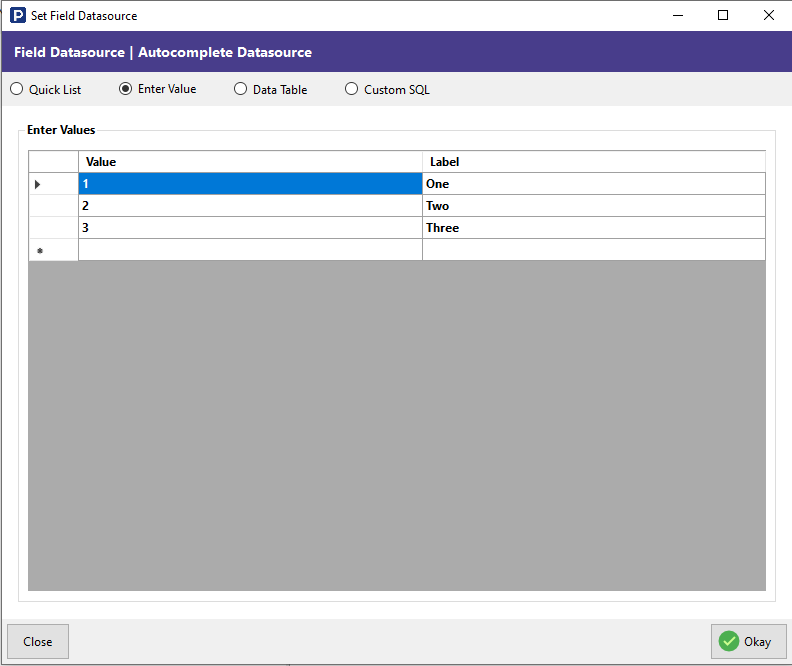 P Set Field Datasource
Field Datasource | Autocomplete Datasource
Quick List Enter Value Data Table Custom SQL
Enter Values
Value Label
1 One
2 Two
3 Three
Close Okay